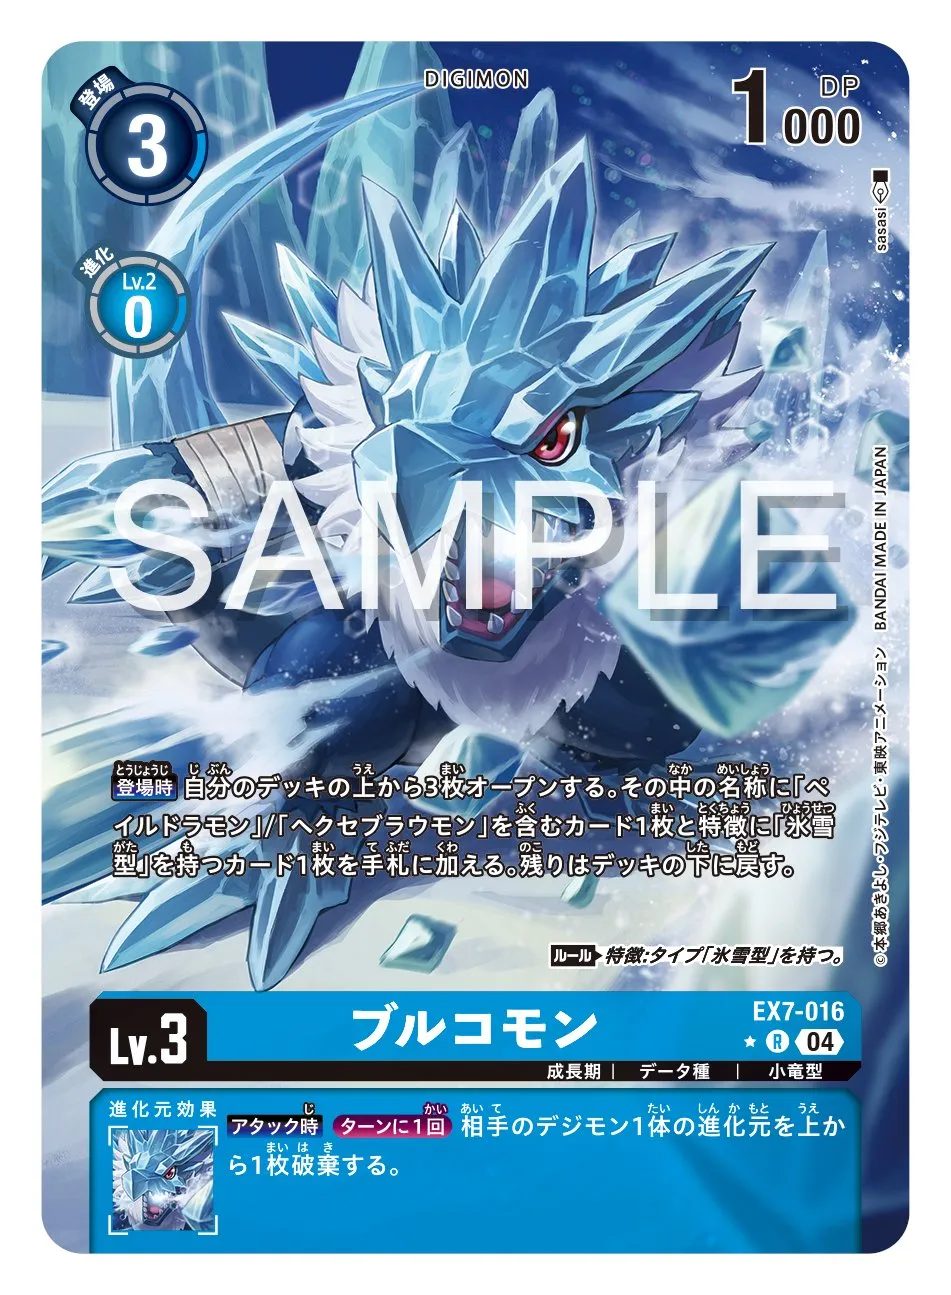 登場
3
DIGIMON
1000
DP
進化
Lv.2
0
sasasi
SAMPLE
©本郷あきよし・フジテレビ・東映アニメーション BANDAI MADE IN JAPAN
登場時 自分のデッキの上から3枚オープンする。その中の名称に「ペ
イルドラモン」/「ヘクセブラウモン」を含むカード1枚と特徴に「氷雪
型」を持つカード1枚を手札に加える。残りはデッキの下に戻す。
ルール 特徴:タイプ「氷雪型」を持つ。
Lv.3
ブルコモン
EX7-016
R 04
成長期 | データ種 | 小竜型
進化元効果
アタック時 ターンに1回 相手のデジモン1体の進化元を上か
ら1枚破棄する。